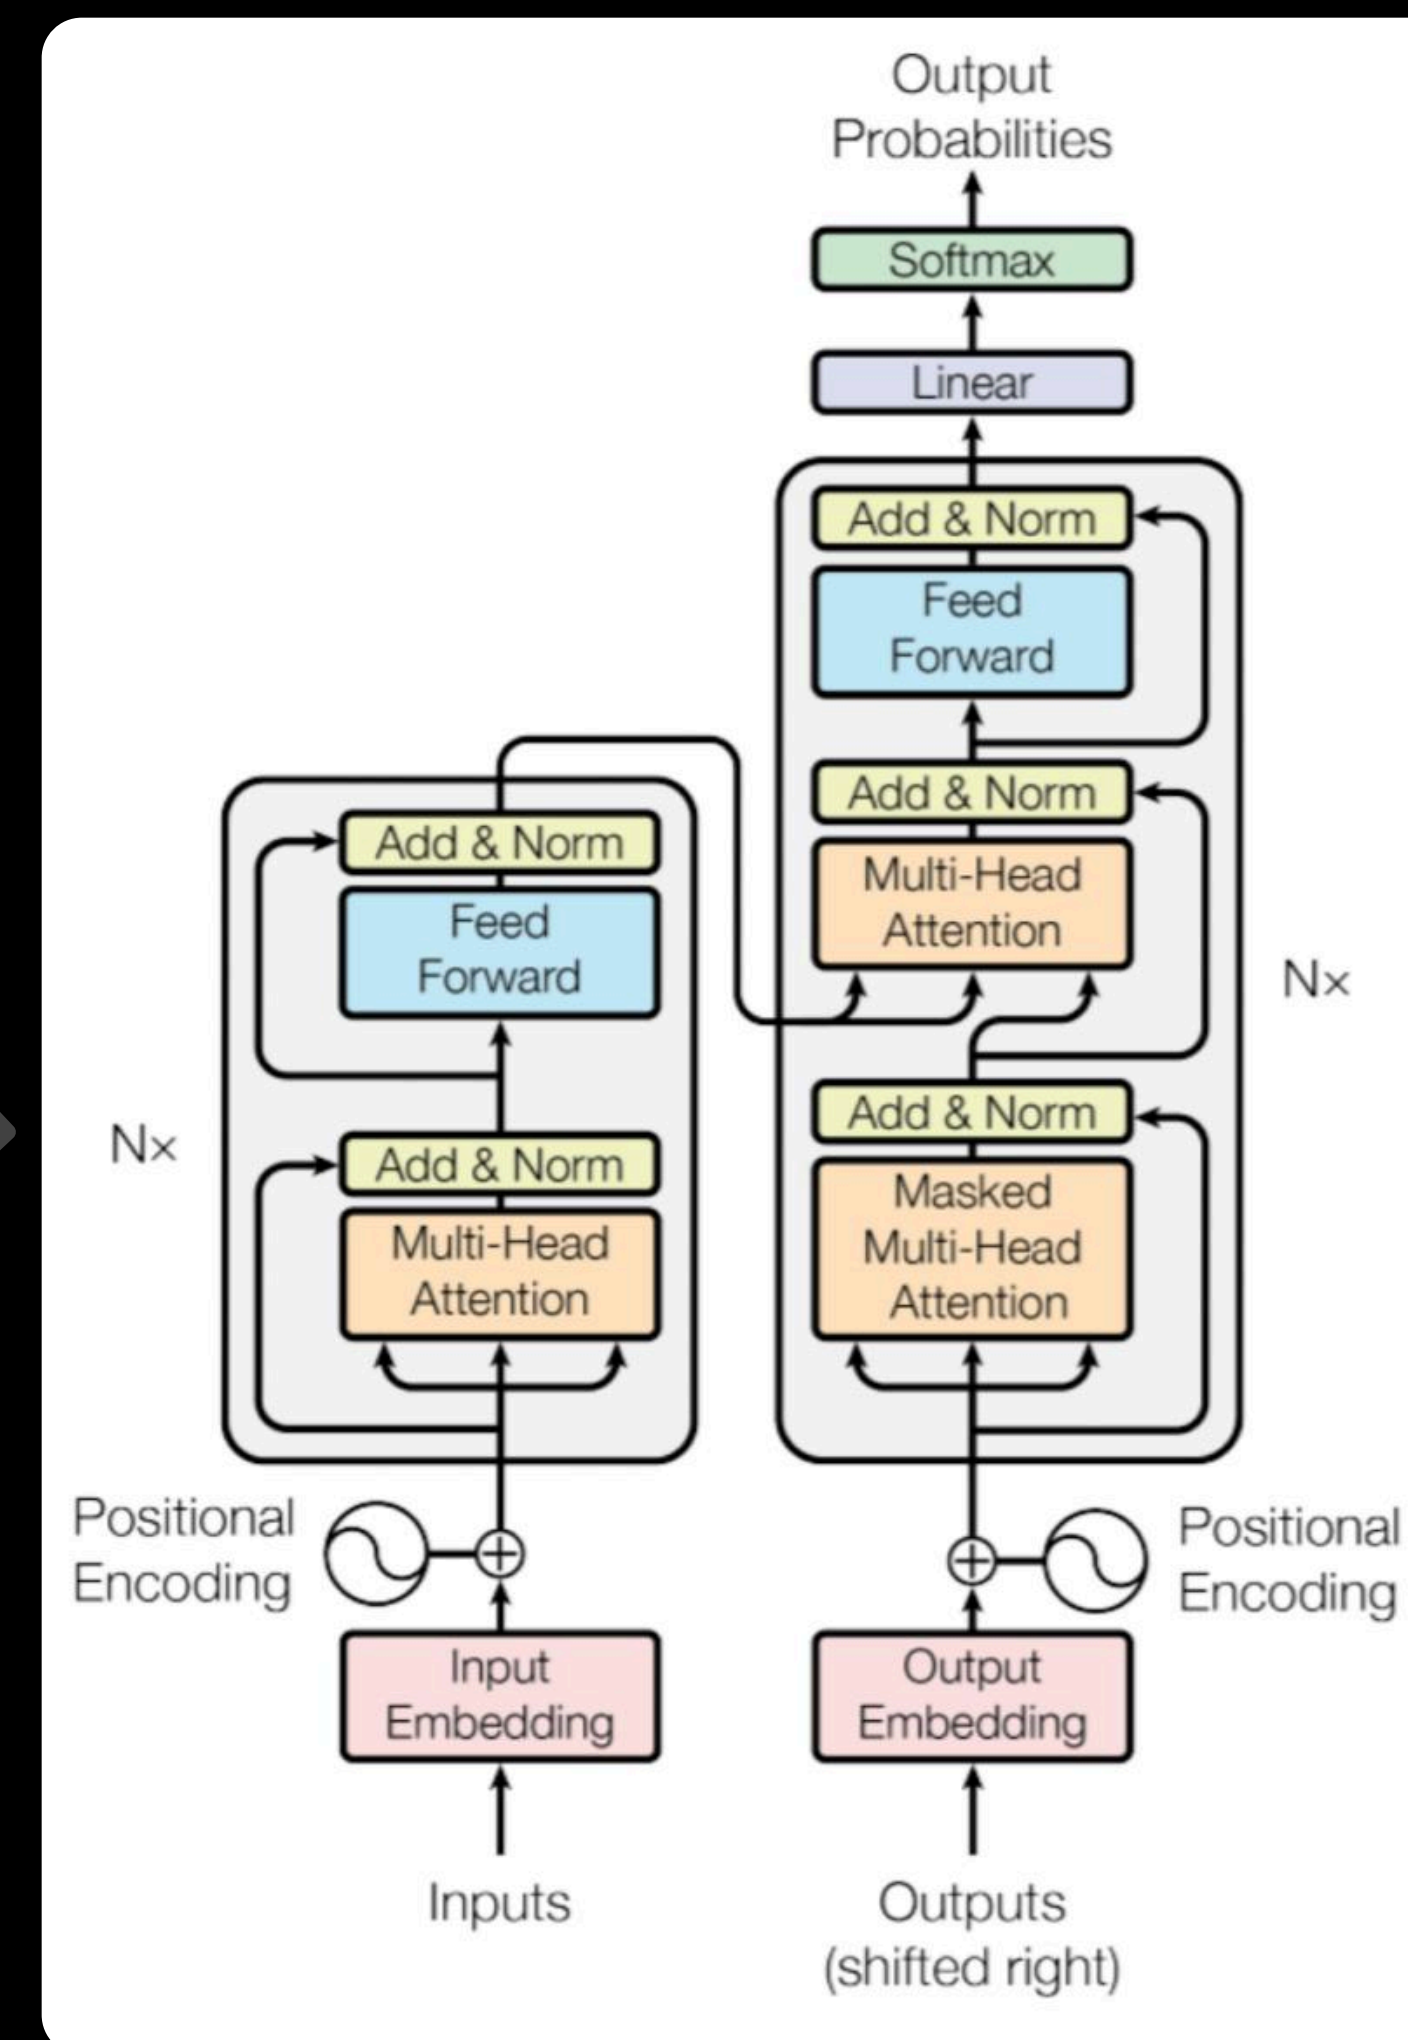 Output
Probabilities
Softmax
Linear
Add & Norm
Feed
Forward
Add & Norm
Multi-Head
Attention
Nx
Add & Norm
Masked
Multi-Head
Attention
Add & Norm
Feed
Forward
Nx
Add & Norm
Multi-Head
Attention
Positional
Encoding
Positional
Encoding
Input
Embedding
Output
Embedding
Inputs
Outputs
(shifted right)